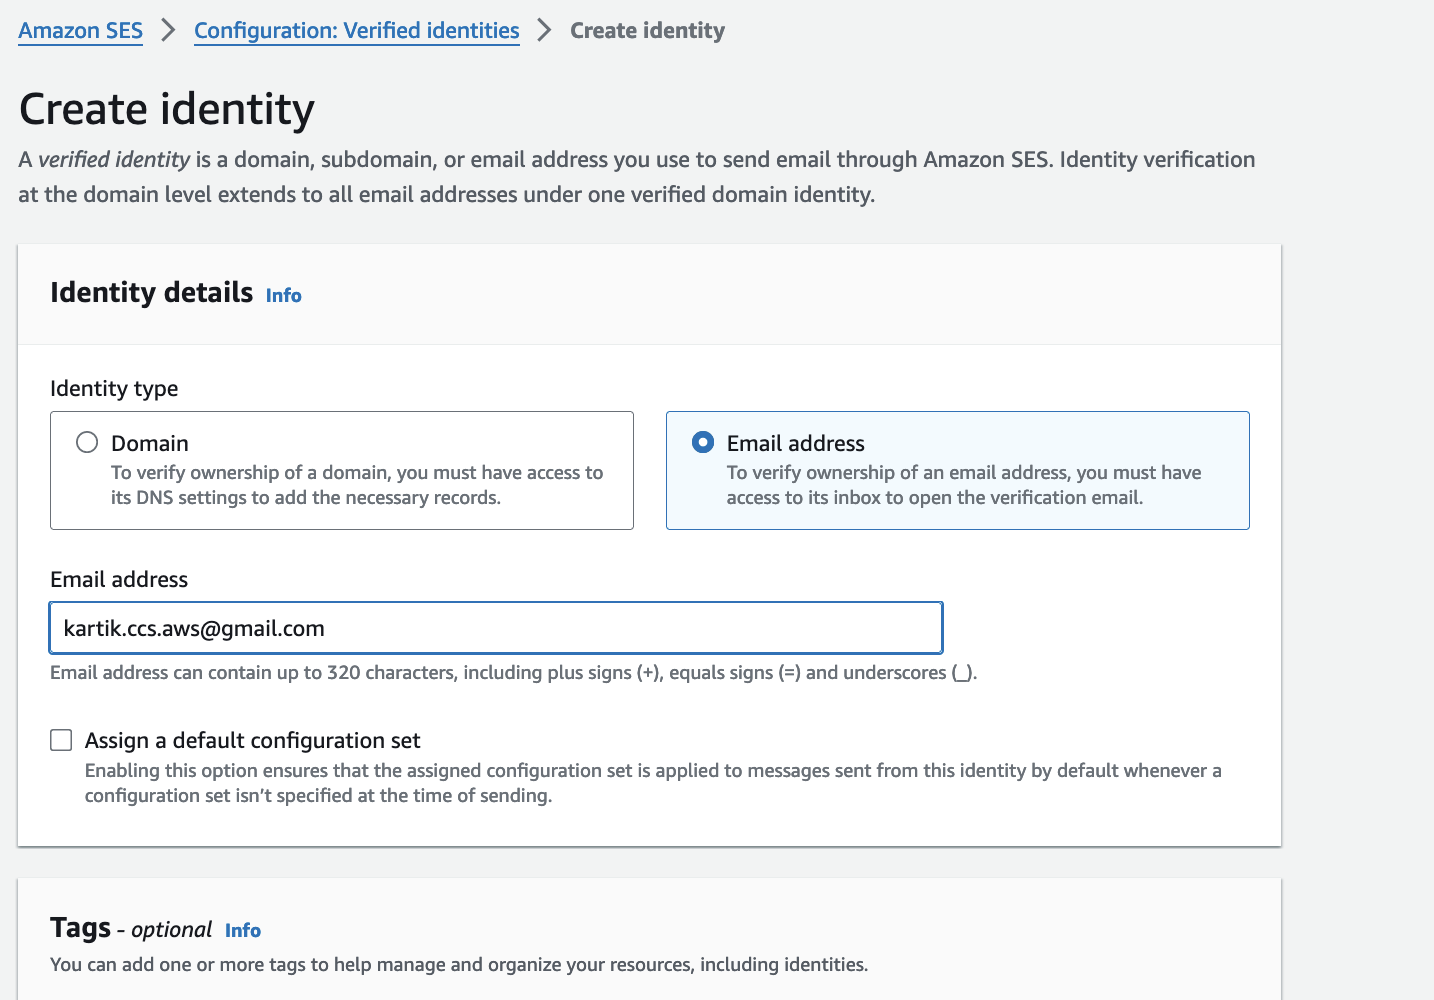 Amazon SES > Configuration: Verified identities > Create identity
Create identity
A verified identity is a domain, subdomain, or email address you use to send email through Amazon SES. Identity verification
at the domain level extends to all email addresses under one verified domain identity.
Identity details Info
Identity type
Domain
To verify ownership of a domain, you must have access to
its DNS settings to add the necessary records.
Email address
To verify ownership of an email address, you must have
access to its inbox to open the verification email.
Email address
kartik.ccs.aws@gmail.com
Email address can contain up to 320 characters, including plus signs (+), equals signs (=) and underscores (_).
Assign a default configuration set
Enabling this option ensures that the assigned configuration set is applied to messages sent from this identity by default whenever a
configuration set isn't specified at the time of sending.
Tags - optional Info
You can add one or more tags to help manage and organize your resources, including identities.